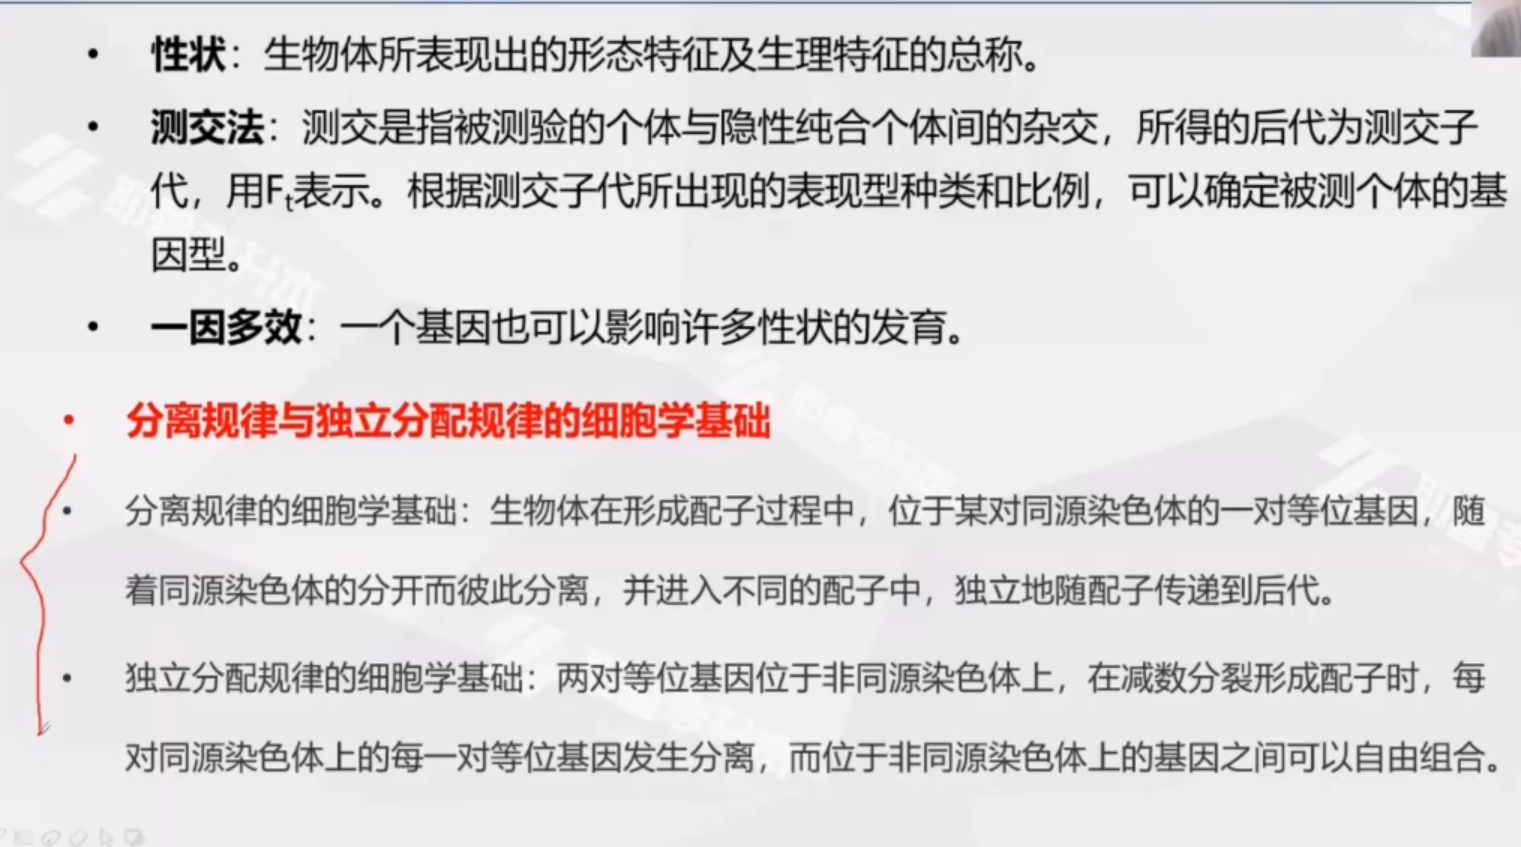 • 性状：生物体所表现出的形态特征及生理特征的总称。
• 测交法：测交是指被测验的个体与隐性纯合个体间的杂交，所得的后代为测交子
代，用Ft表示。根据测交子代所出现的表现型种类和比例，可以确定被测个体的基
因型。
• 一因多效：一个基因也可以影响许多性状的发育。
• 分离规律与独立分配规律的细胞学基础
• 分离规律的细胞学基础：生物体在形成配子过程中，位于某对同源染色体的一对等位基因，随
着同源染色体的分开而彼此分离，并进入不同的配子中，独立地随配子传递到后代。
• 独立分配规律的细胞学基础：两对等位基因位于非同源染色体上，在减数分裂形成配子时，每
对同源染色体上的每一对等位基因发生分离，而位于非同源染色体上的基因之间可以自由组合。